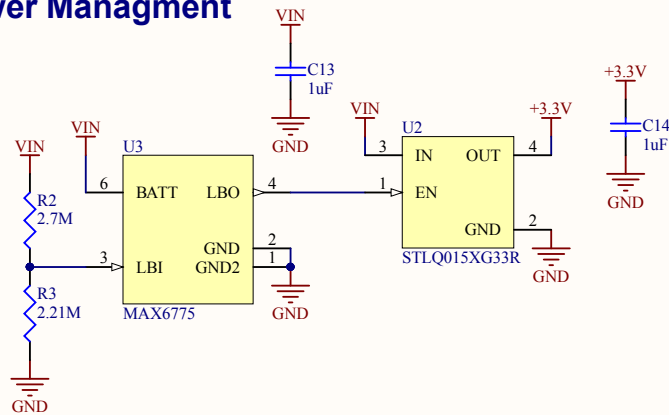 ver Managment
VIN
C13
1uF
GND
+3.3V
C14
1uF
GND
VIN
R2
2.7M
R3
2.21M
GND
VIN
U3
6 BATT LBO 4
3 LBI
GND 2
GND2 1
MAX6775
GND
VIN
U2
+3.3V
3 IN OUT 4
1 EN
GND 2
STLQ015XG33R
GND